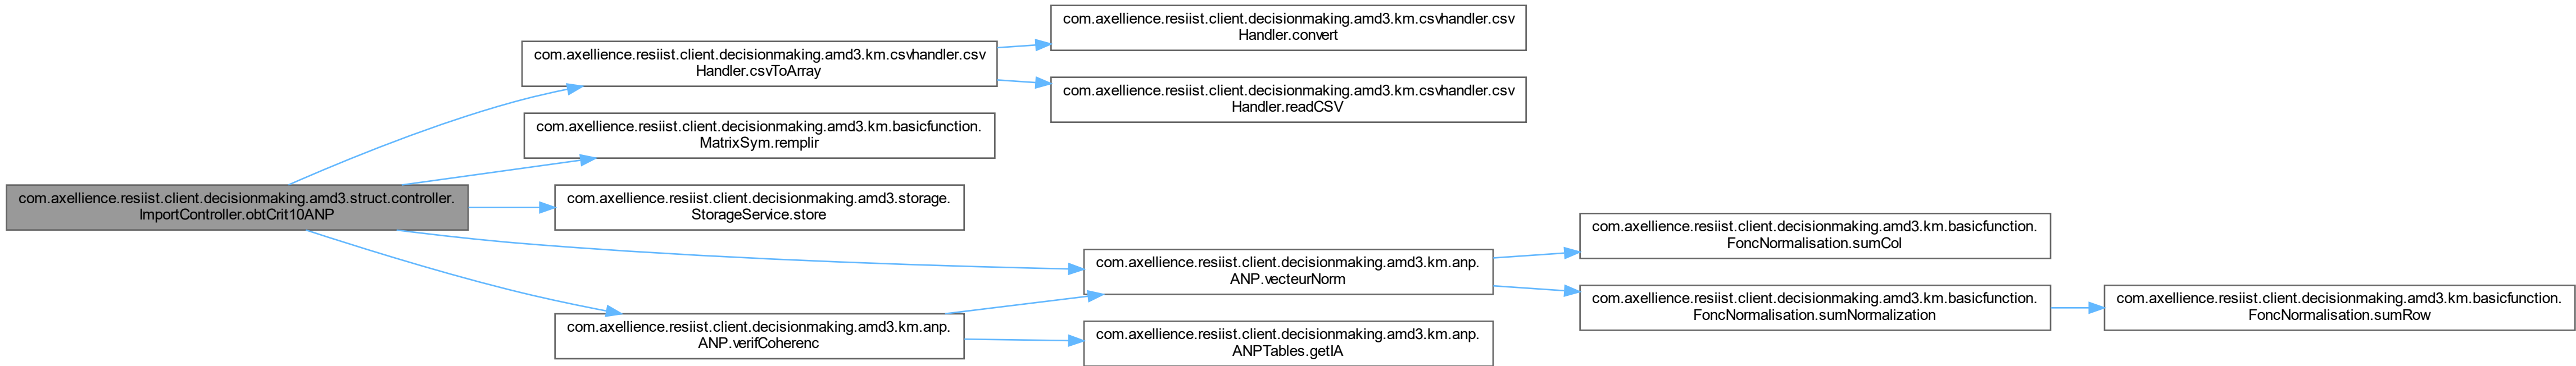 com.axellience.resiist.client.decisionmaking.amd3.struct.controller.
ImportController.obtCrit10ANP
com.axellience.resiist.client.decisionmaking.amd3.km.csvhandler.csv
Handler.csvToArray
com.axellience.resiist.client.decisionmaking.amd3.km.csvhandler.csv
Handler.convert
com.axellience.resiist.client.decisionmaking.amd3.km.csvhandler.csv
Handler.readCSV
com.axellience.resiist.client.decisionmaking.amd3.km.basicfunction.
MatrixSym.remplir
com.axellience.resiist.client.decisionmaking.amd3.storage.
StorageService.store
com.axellience.resiist.client.decisionmaking.amd3.km.anp.
ANP.vecteurNorm
com.axellience.resiist.client.decisionmaking.amd3.km.basicfunction.
FoncNormalisation.sumCol
com.axellience.resiist.client.decisionmaking.amd3.km.basicfunction.
FoncNormalisation.sumNormalization
com.axellience.resiist.client.decisionmaking.amd3.km.basicfunction.
FoncNormalisation.sumRow
com.axellience.resiist.client.decisionmaking.amd3.km.anp.
ANP.verifCoherenc
com.axellience.resiist.client.decisionmaking.amd3.km.anp.
ANPTables.getIA